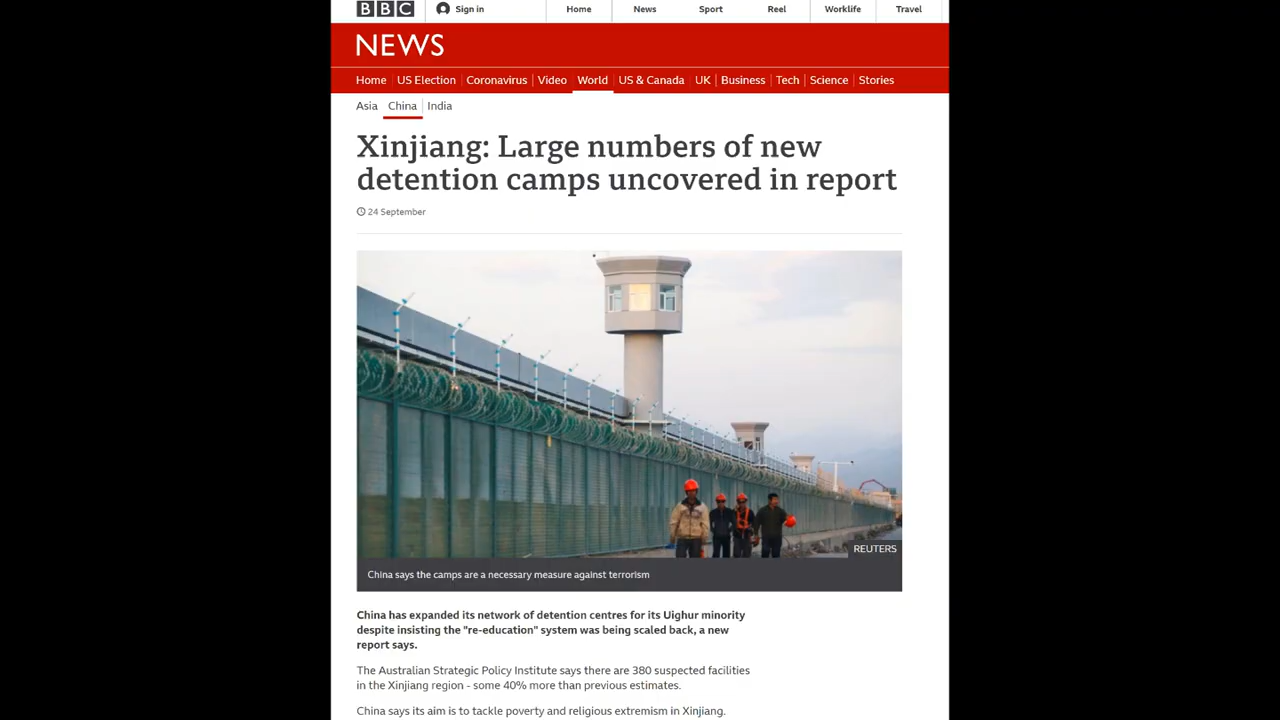 BBC Sign in Home News Sport Reel Worklife Travel
NEWS
Home US Election Coronavirus Video World US & Canada UK Business Tech Science Stories
Asia China India
Xinjiang: Large numbers of new
detention camps uncovered in report
24 September
REUTERS
China says the camps are a necessary measure against terrorism
China has expanded its network of detention centres for its Uighur minority
despite insisting the "re-education" system was being scaled back, a new
report says.
The Australian Strategic Policy Institute says there are 380 suspected facilities
in the Xinjiang region - some 40% more than previous estimates.
China says its aim is to tackle poverty and religious extremism in Xinjiang.